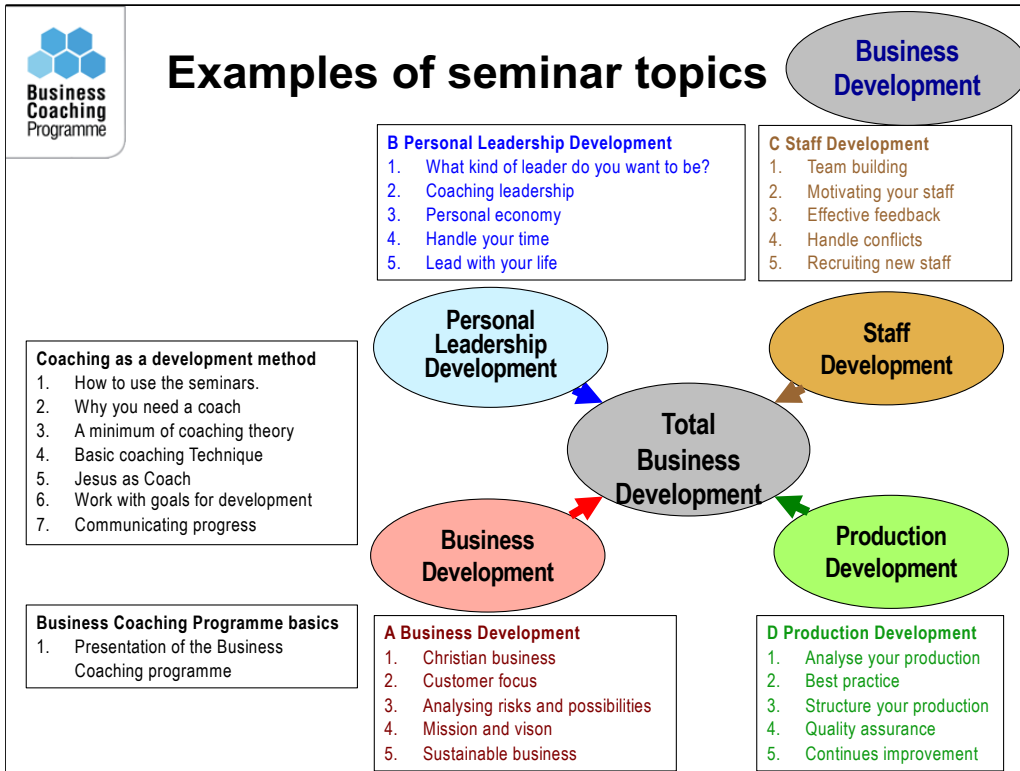 Business
Coaching
Programme
Examples of seminar topics
Business
Development
B Personal Leadership Development
1. What kind of leader do you want to be?
2. Coaching leadership
3. Personal economy
4. Handle your time
5. Lead with your life
C Staff Development
1. Team building
2. Motivating your staff
3. Effective feedback
4. Handle conflicts
5. Recruiting new staff
Personal
Leadership
Development
Staff
Development
Coaching as a development method
1. How to use the seminars.
2. Why you need a coach
3. A minimum of coaching theory
4. Basic coaching Technique
5. Jesus as Coach
6. Work with goals for development
7. Communicating progress
Total
Business
Development
Business
Development
Production
Development
Business Coaching Programme basics
1. Presentation of the Business
Coaching programme
A Business Development
1. Christian business
2. Customer focus
3. Analysing risks and possibilities
4. Mission and vison
5. Sustainable business
D Production Development
1. Analyse your production
2. Best practice
3. Structure your production
4. Quality assurance
5. Continues improvement